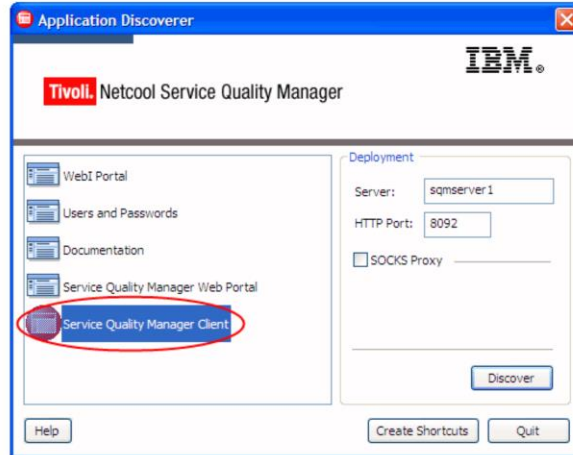 Application Discoverer
IBM®
Tivoli. Netcool Service Quality Manager
WebI Portal
Users and Passwords
Documentation
Service Quality Manager Web Portal
Service Quality Manager Client
Deployment
Server: sqmserver1
HTTP Port: 8092
SOCKS Proxy
Discover
Help
Create Shortcuts
Quit